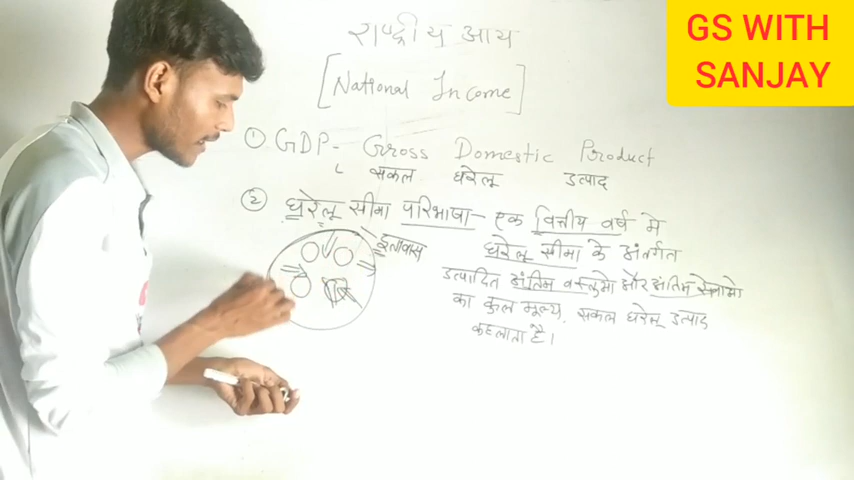 GS WITH
SANJAY
राष्ट्रीय आय
[National Income]
① GDP- Gross Domestic Product
सकल घरेलू उत्पाद
② घरेलू सीमा परिभाषा- एक वित्तीय वर्ष मे
घरेलू सीमा के अंतर्गत
उत्पादित अंतिम वस्तुओ और अंतिम सेवाओ
का कुल मूल्य, सकल घरेलू उत्पाद
कहलाता है।